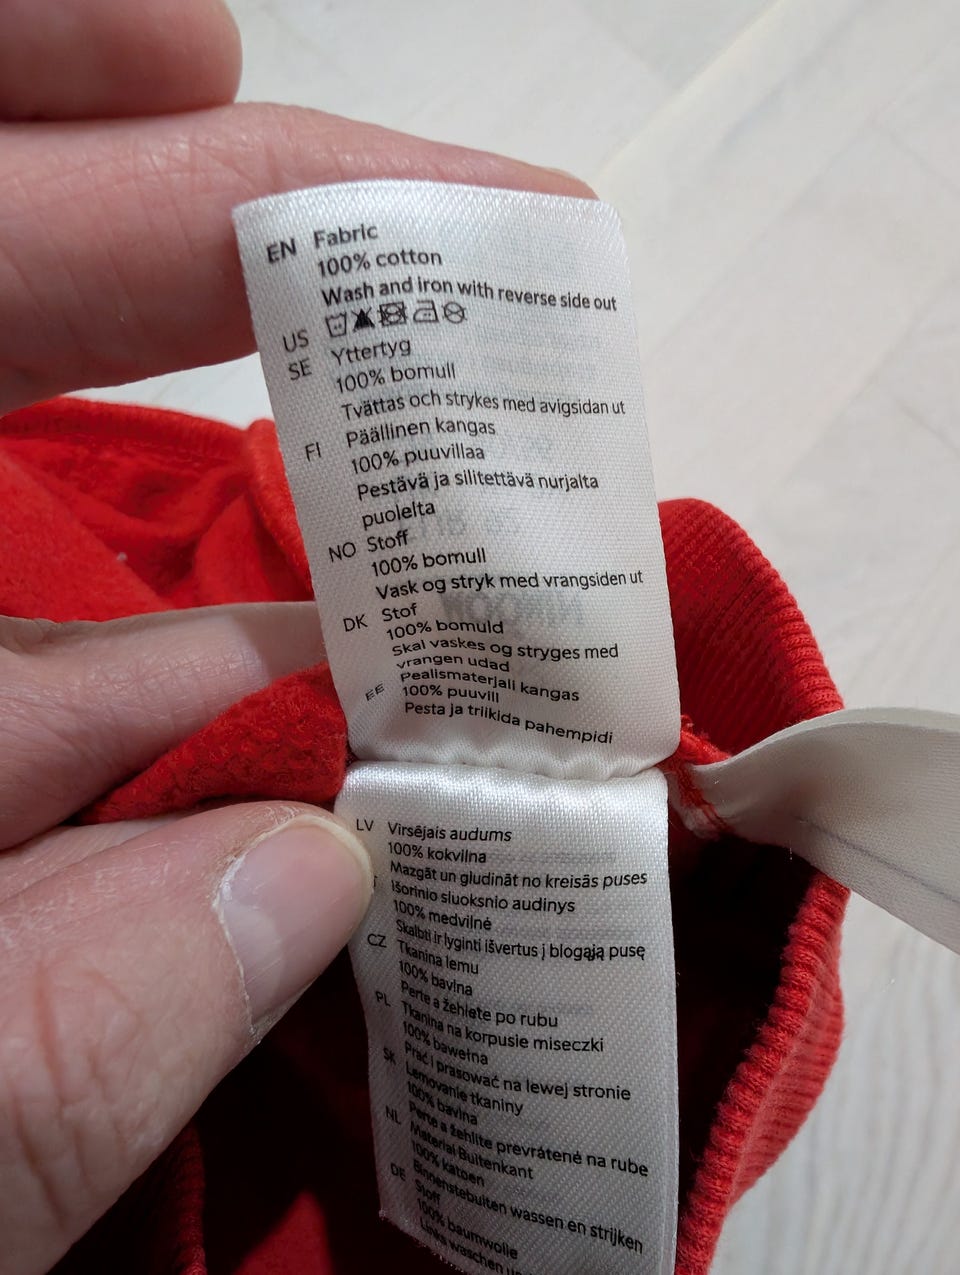 EN Fabric
100% cotton
Wash and iron with reverse side out
US
SE Yttertyg
100% bomull
Tvättas och strykes med avigsidan ut
FI Päällinen kangas
100% puuvillaa
Pestävä ja silitettävä nurjalta
puolelta
NO Stoff
100% bomull
Vask og stryk med vrangsiden ut
DK Stof
100% bomuld
Skal vaskes og stryges med
vrangen udad
EE Pealismaterjali kangas
100% puuvill
Pesta ja triikida pahempidi
LV Virsējais audums
100% kokvilna
Mazgāt un gludināt no kreisās puses
Išorinio sluoksnio audinys
100% medvilnė
Skalbti ir lyginti išvertus į blogąją pusę
CZ Tkanina lemu
100% bavlna
Perte a žehlete po rubu
PL Tkanina na korpusie miseczki
100% bawełna
Prać i prasować na lewej stronie
SK Lemovanie tkaniny
100% bavlna
Perte a žehlite prevrátené na rube
NL Material Buitenkant
100% katoen
Binnenstebuiten wassen en strijken
DE Stoff
100% baumwolle
Links waschen